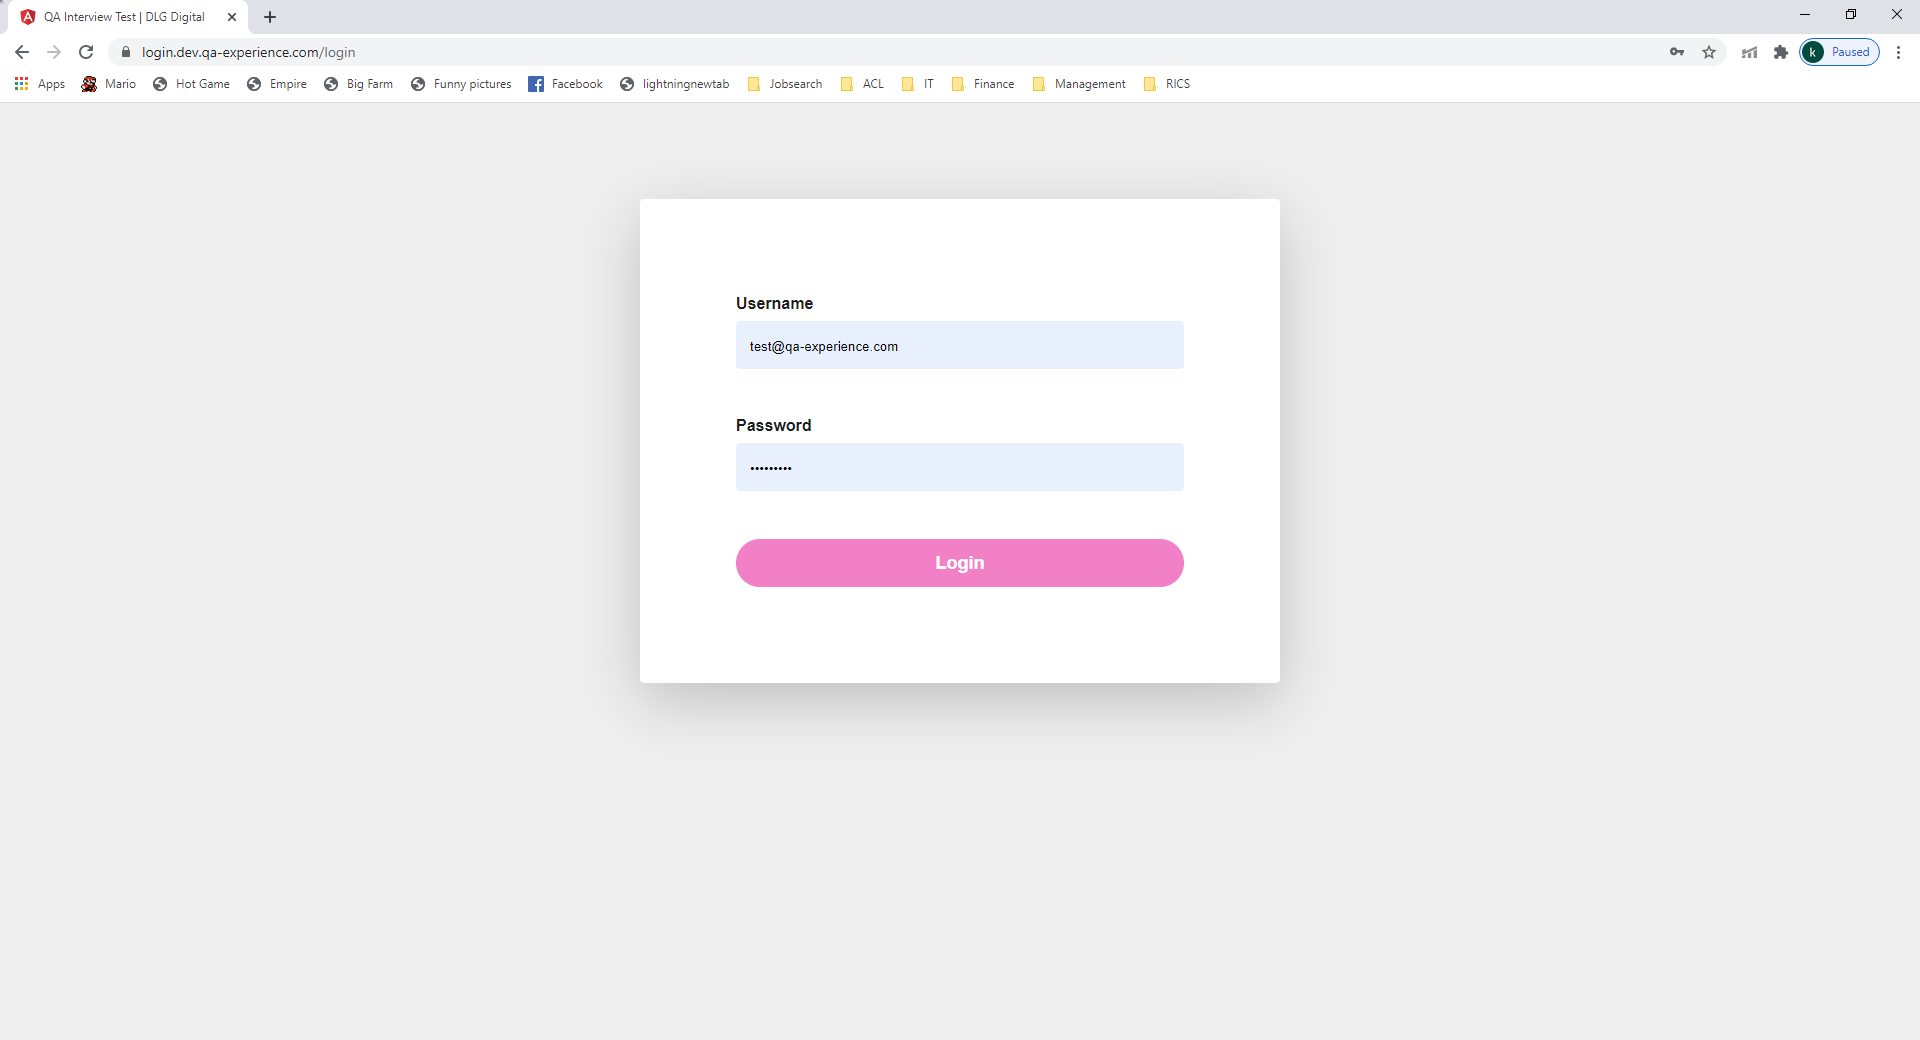 QA Interview Test | DLG Digital
login.dev.qa-experience.com/login
k Paused
Apps Mario Hot Game Empire Big Farm Funny pictures Facebook lightningnewtab Jobsearch ACL IT Finance Management RICS
Username
test@qa-experience.com
Password
•••••••••
Login